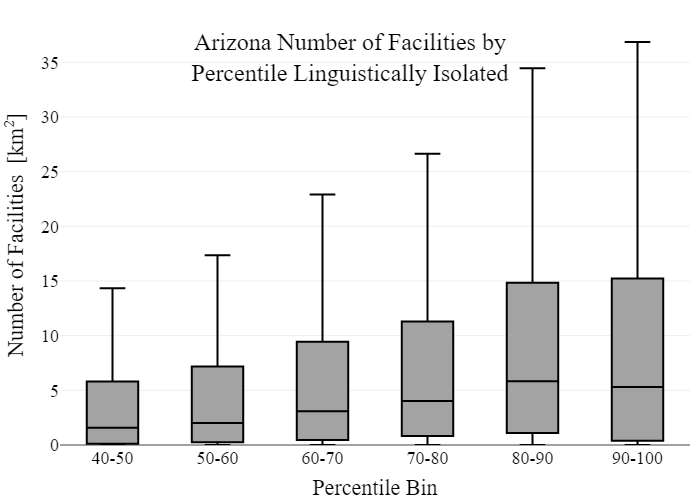 Arizona Number of Facilities by
Percentile Linguistically Isolated
Number of Facilities [km²]
35
30
25
20
15
10
5
0
40-50 50-60 60-70 70-80 80-90 90-100
Percentile Bin